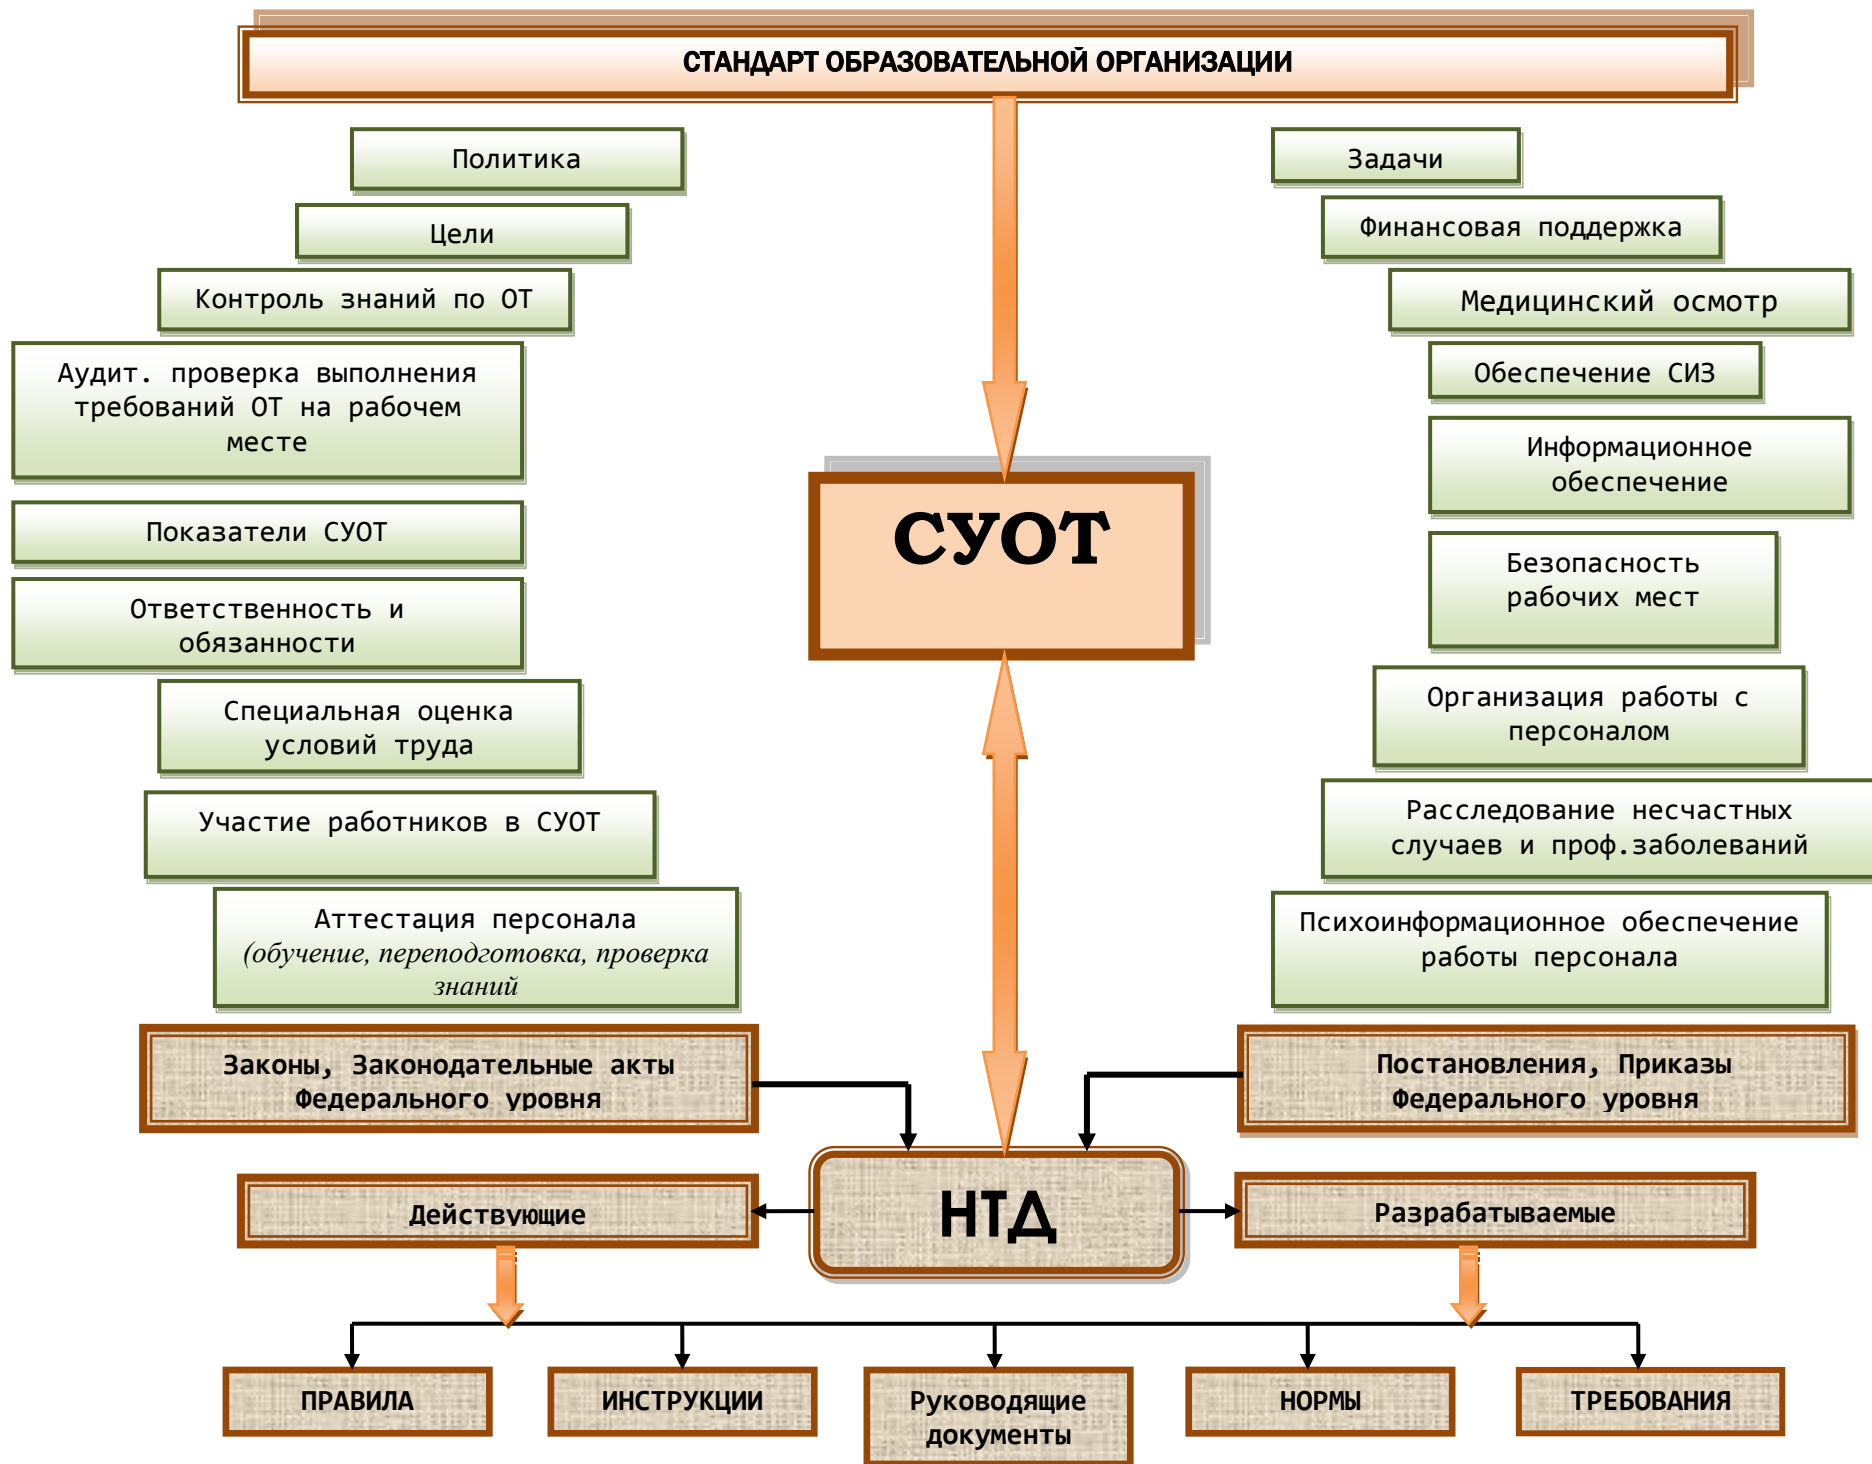 СТАНДАРТ ОБРАЗОВАТЕЛЬНОЙ ОРГАНИЗАЦИИ
Политика
Цели
Контроль знаний по ОТ
Аудит. проверка выполнения
требований ОТ на рабочем
месте
Показатели СУОТ
Ответственность и
обязанности
Специальная оценка
условий труда
Участие работников в СУОТ
Аттестация персонала
(обучение, переподготовка, проверка
знаний
Задачи
Финансовая поддержка
Медицинский осмотр
Обеспечение СИЗ
Информационное
обеспечение
Безопасность
рабочих мест
Организация работы с
персоналом
Расследование несчастных
случаев и проф.заболеваний
Психоинформационное обеспечение
работы персонала
СУОТ
Законы, Законодательные акты
Федерального уровня
Постановления, Приказы
Федерального уровня
Действующие
НТД
Разрабатываемые
ПРАВИЛА
ИНСТРУКЦИИ
Руководящие
документы
НОРМЫ
ТРЕБОВАНИЯ